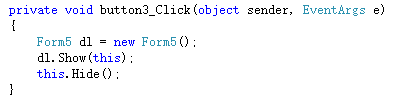 private void button3_Click(object sender, EventArgs e)
{
    Form5 dl = new Form5();
    dl.Show(this);
    this.Hide();
}